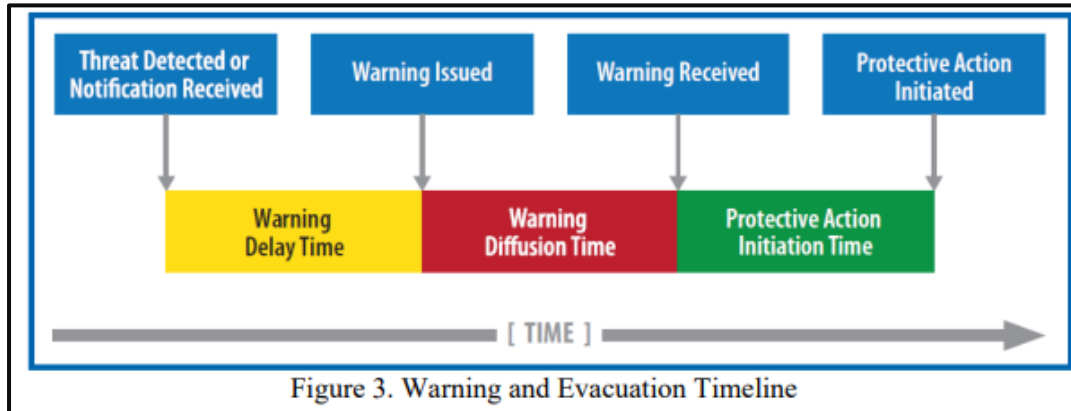 Threat Detected or
Notification Received
Warning Issued
Warning Received
Protective Action
Initiated
Warning
Delay Time
Warning
Diffusion Time
Protective Action
Initiation Time
[ TIME ]
Figure 3. Warning and Evacuation Timeline